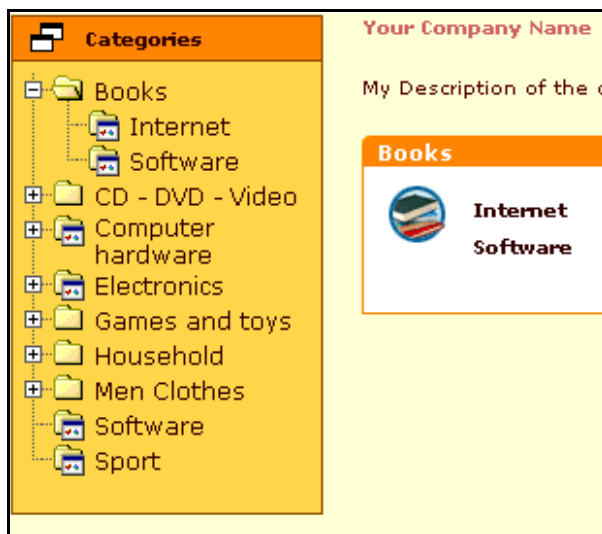 Categories
Books
Internet
Software
CD - DVD - Video
Computer
hardware
Electronics
Games and toys
Household
Men Clothes
Software
Sport
Your Company Name
My Description of the
Books
Internet
Software